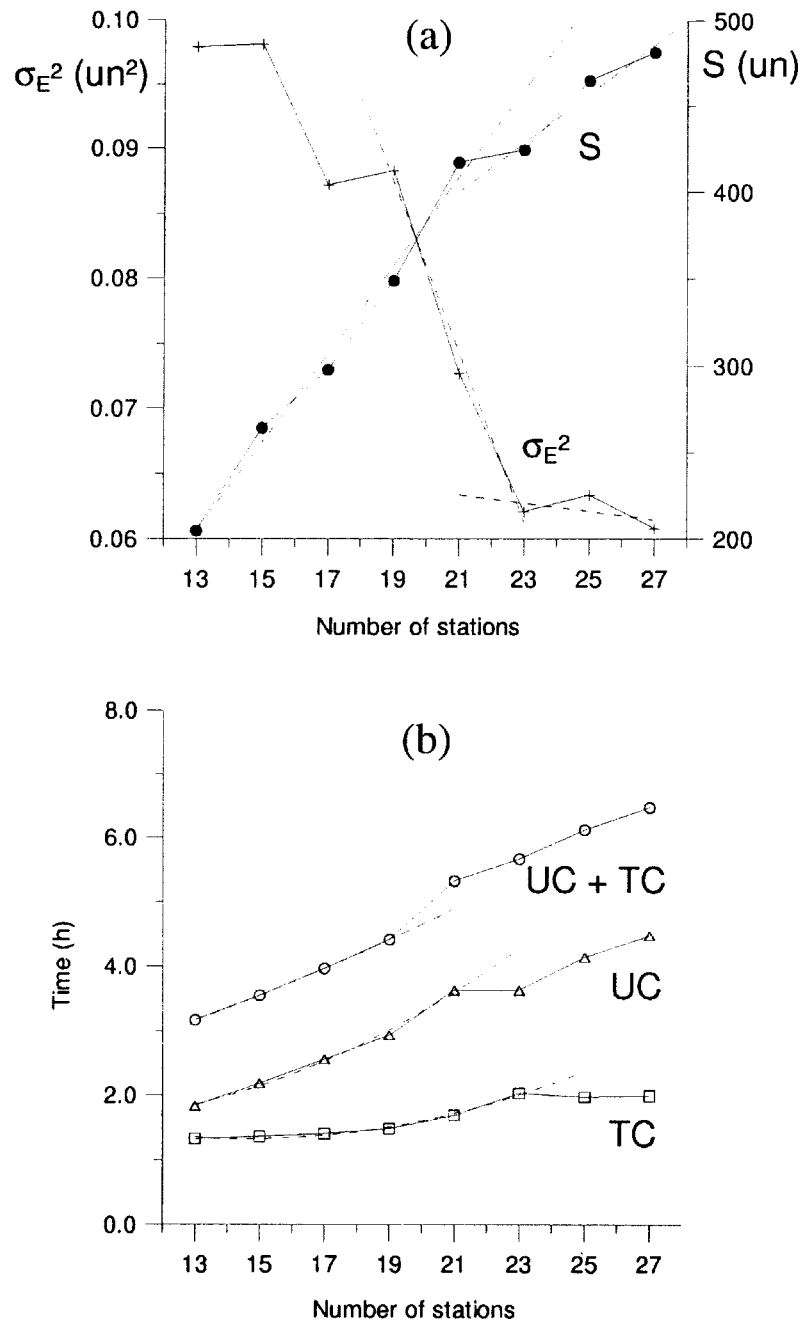 (a)
σE² (un²)
S (un)
0.10
0.09
0.08
0.07
0.06
500
400
300
200
S
σE²
13 15 17 19 21 23 25 27
Number of stations
(b)
Time (h)
8.0
6.0
4.0
2.0
0.0
UC + TC
UC
TC
13 15 17 19 21 23 25 27
Number of stations